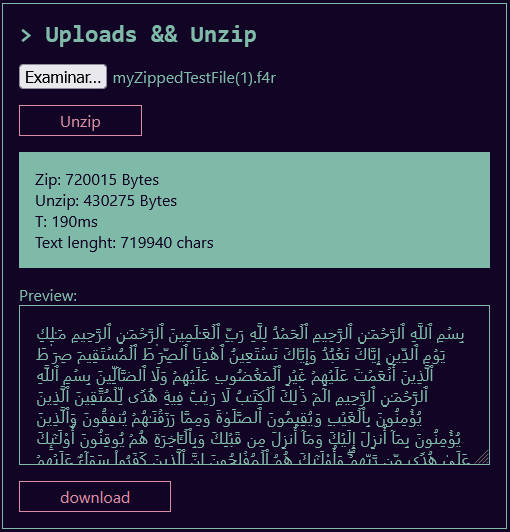 > Uploads && Unzip
Examinar... myZippedTestFile(1).f4r
Unzip
Zip: 720015 Bytes
Unzip: 430275 Bytes
T: 190ms
Text lenght: 719940 chars
Preview:
بِسْمِ ٱللَّهِ ٱلرَّحْمَـٰنِ ٱلرَّحِيمِ ٱلْحَمْدُ لِلَّهِ رَبِّ ٱلْعَـٰلَمِينَ ٱلرَّحْمَـٰنِ ٱلرَّحِيمِ مَـٰلِكِ
يَوْمِ ٱلدِّينِ إِيَّاكَ نَعْبُدُ وَإِيَّاكَ نَسْتَعِينُ ٱهْدِنَا ٱلصِّرَٰطَ ٱلْمُسْتَقِيمَ صِرَٰطَ
ٱلَّذِينَ أَنْعَمْتَ عَلَيْهِمْ غَيْرِ ٱلْمَغْضُوبِ عَلَيْهِمْ وَلَا ٱلضَّآلِّينَ بِسْمِ ٱللَّهِ
ٱلرَّحْمَـٰنِ ٱلرَّحِيمِ الٓمٓ ذَٰلِكَ ٱلْكِتَـٰبُ لَا رَيْبَ ۛ فِيهِ ۛ هُدًى لِّلْمُتَّقِينَ ٱلَّذِينَ
يُؤْمِنُونَ بِٱلْغَيْبِ وَيُقِيمُونَ ٱلصَّلَوٰةَ وَمِمَّا رَزَقْنَـٰهُمْ يُنفِقُونَ وَٱلَّذِينَ
يُؤْمِنُونَ بِمَآ أُنزِلَ إِلَيْكَ وَمَآ أُنزِلَ مِن قَبْلِكَ وَبِٱلْـَٔاخِرَةِ هُمْ يُوقِنُونَ أُو۟لَـٰٓئِكَ
عَلَىٰ هُدًى مِّن رَّبِّهِمْ ۖ وَأُو۟لَـٰٓئِكَ هُمُ ٱلْمُفْلِحُونَ إِنَّ ٱلَّذِينَ كَفَرُوا۟ سَوَآءٌ عَلَيْهِمْ
download